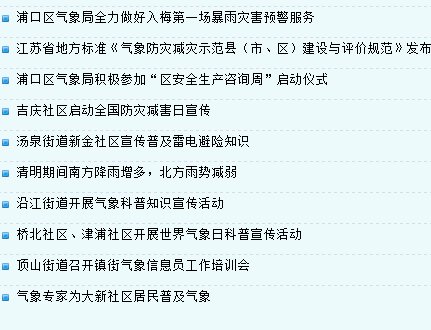 浦口区气象局全力做好入梅第一场暴雨灾害预警服务
江苏省地方标准《气象防灾减灾示范县（市、区）建设与评价规范》发布
浦口区气象局积极参加“区安全生产咨询周”启动仪式
吉庆社区启动全国防灾减害日宣传
汤泉街道新金社区宣传普及雷电避险知识
清明期间南方降雨增多，北方雨势减弱
沿江街道开展气象科普知识宣传活动
桥北社区、津浦社区开展世界气象日科普宣传活动
顶山街道召开镇街气象信息员工作培训会
气象专家为大新社区居民普及气象